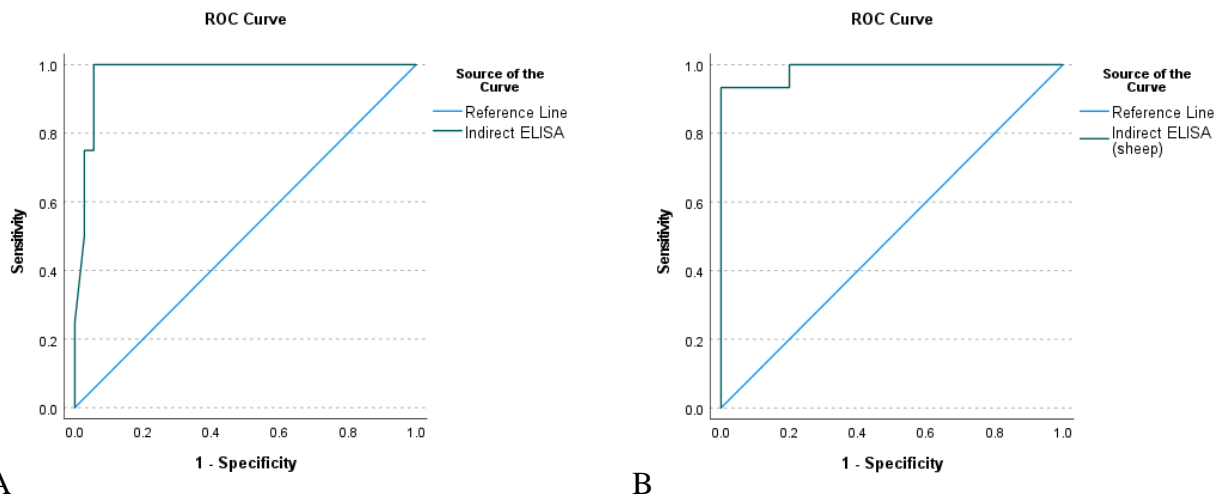 ROC Curve
1.0
0.8
0.6
0.4
0.2
0.0
Sensitivity
0.0 0.2 0.4 0.6 0.8 1.0
1 - Specificity
Source of the
Curve
Reference Line
Indirect ELISA
A
ROC Curve
1.0
0.8
0.6
0.4
0.2
0.0
Sensitivity
0.0 0.2 0.4 0.6 0.8 1.0
1 - Specificity
Source of the
Curve
Reference Line
Indirect ELISA
(sheep)
B